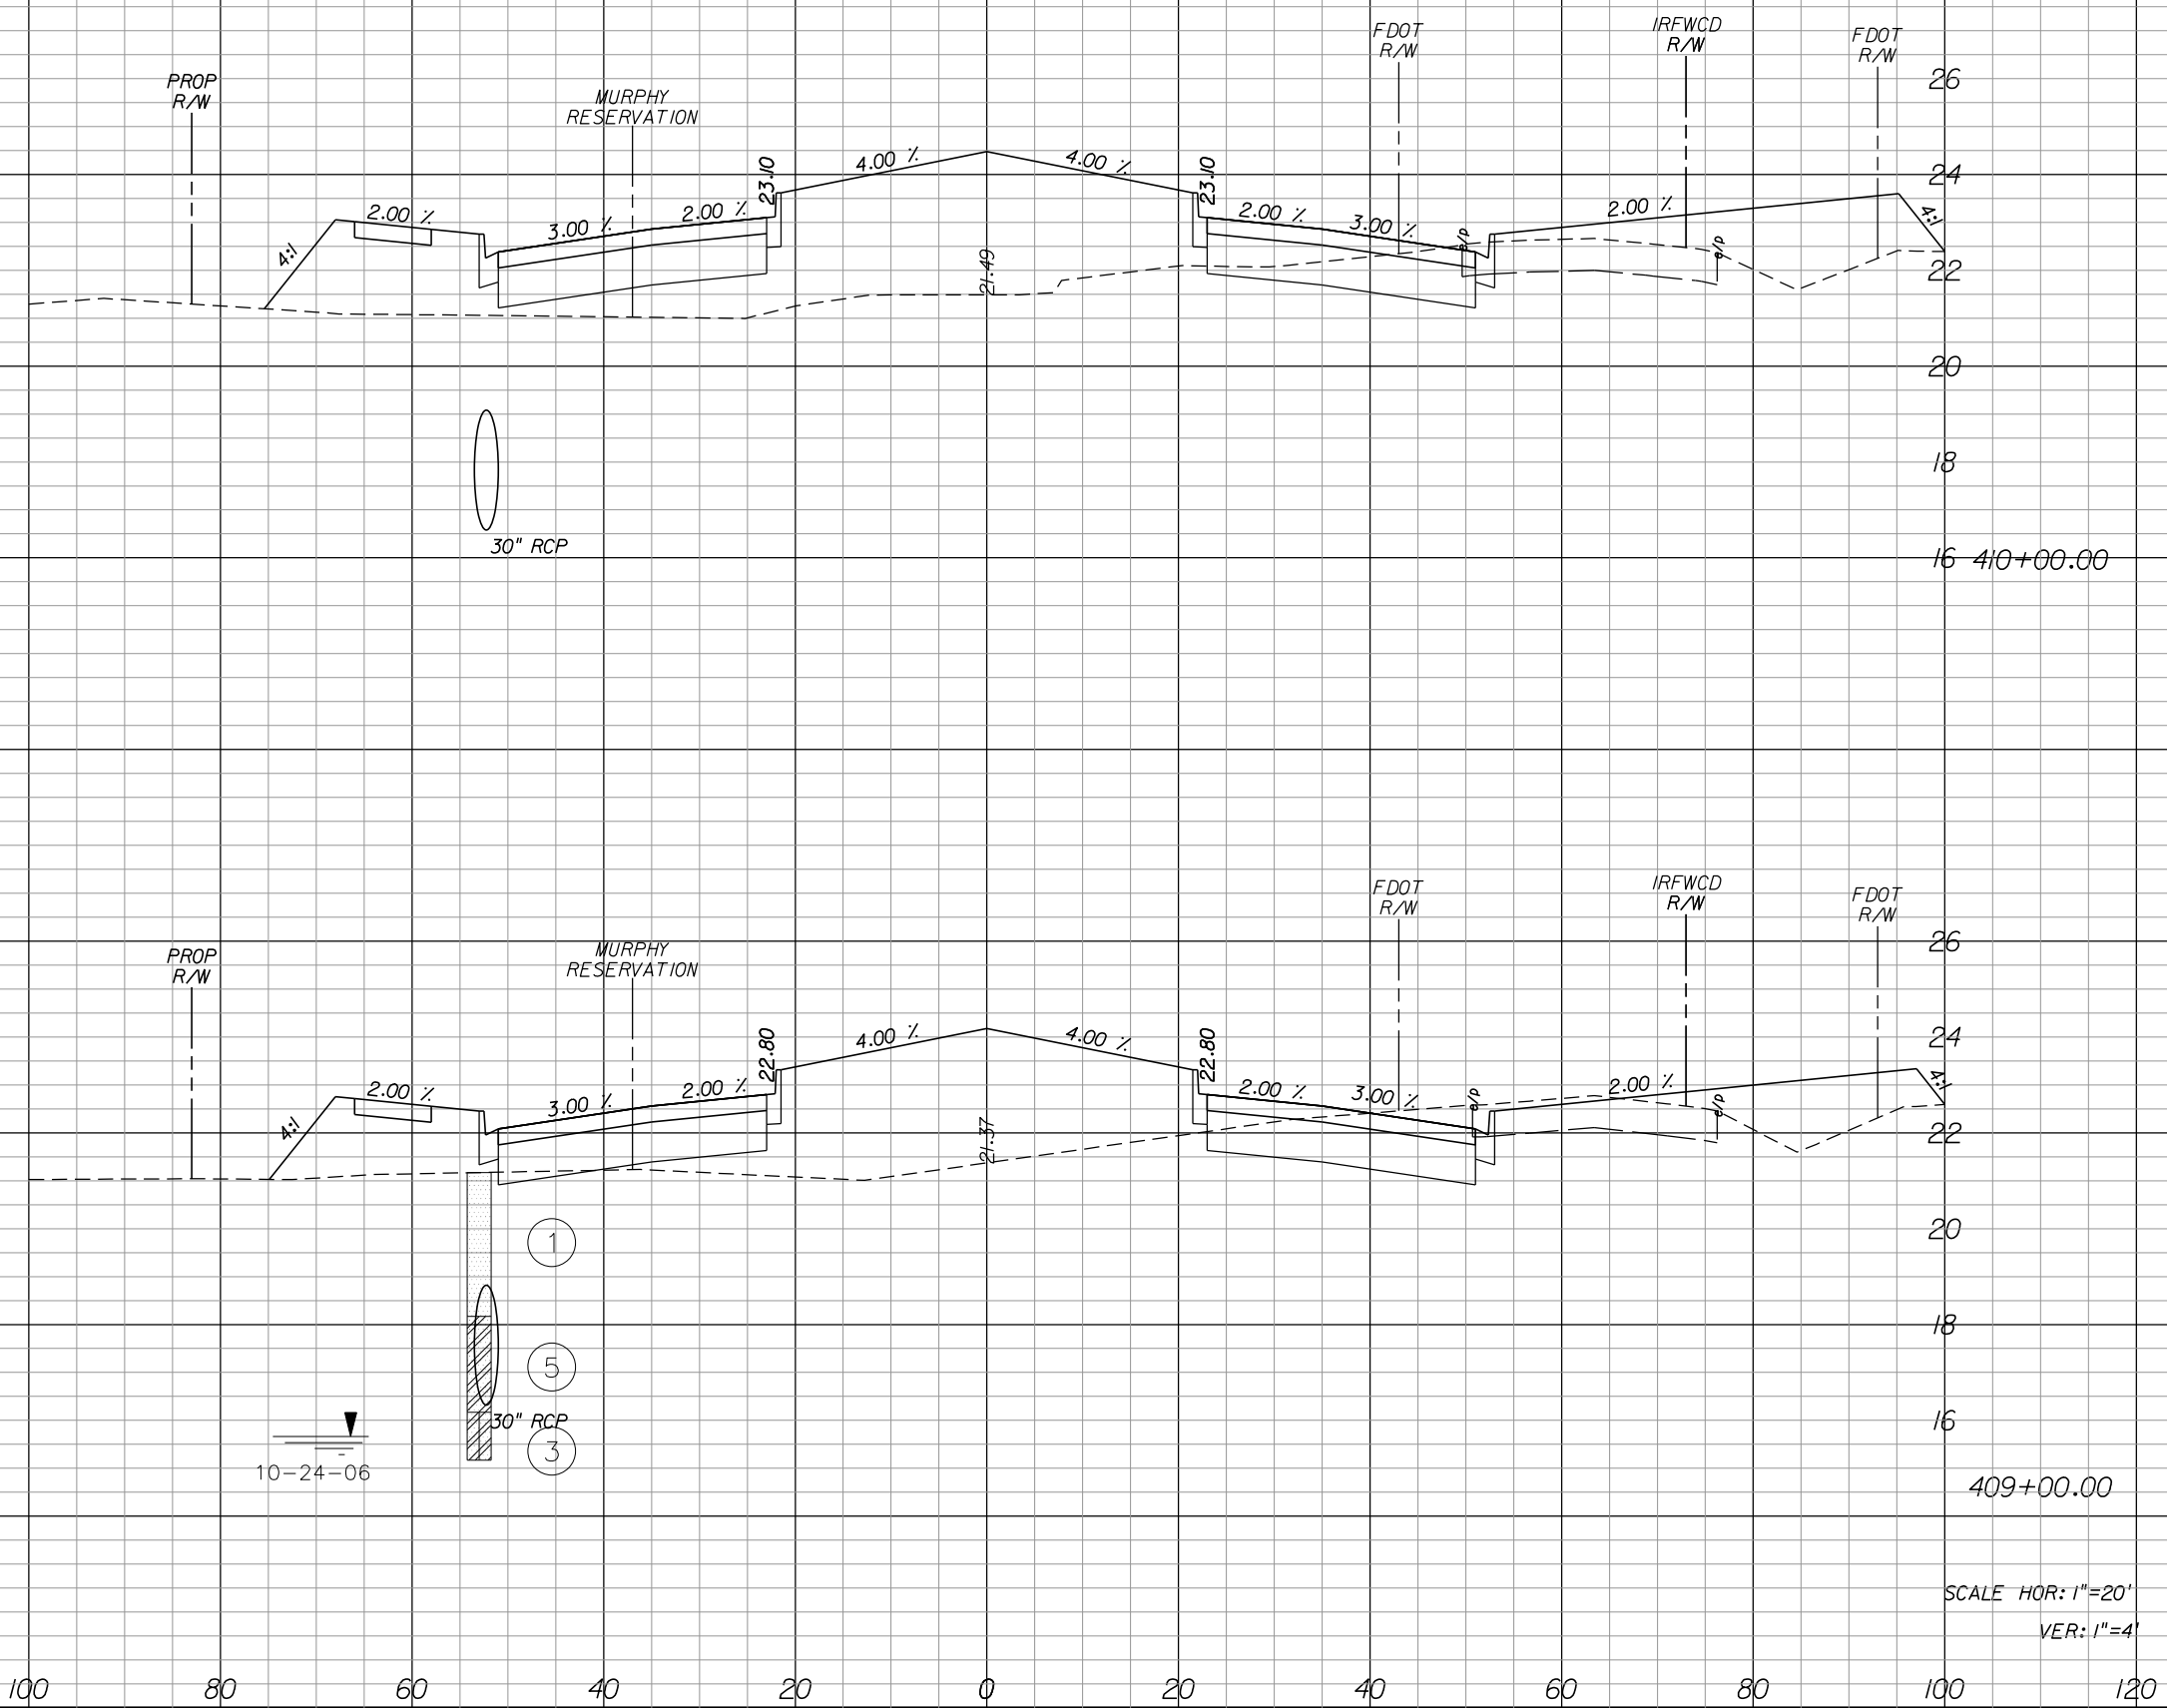 FDOT
R/W
IRFWCD
R/W
FDOT
R/W
PROP
R/W
MURPHY
RESERVATION
26
24
22
20
18
16
410+00.00
4:1
2.00 %
3.00 %
2.00 %
23.10
4.00 %
4.00 %
23.10
2.00 %
3.00 %
e/p
2.00 %
e/p
4:1
21.49
30" RCP
FDOT
R/W
IRFWCD
R/W
FDOT
R/W
PROP
R/W
MURPHY
RESERVATION
26
24
22
20
18
16
4:1
2.00 %
3.00 %
2.00 %
22.80
4.00 %
4.00 %
22.80
2.00 %
3.00 %
e/p
2.00 %
e/p
4:1
21.37
1
5
30" RCP
3
10-24-06
409+00.00
SCALE HOR: 1"=20'
VER: 1"=4'
100 80 60 40 20 0 20 40 60 80 100 120